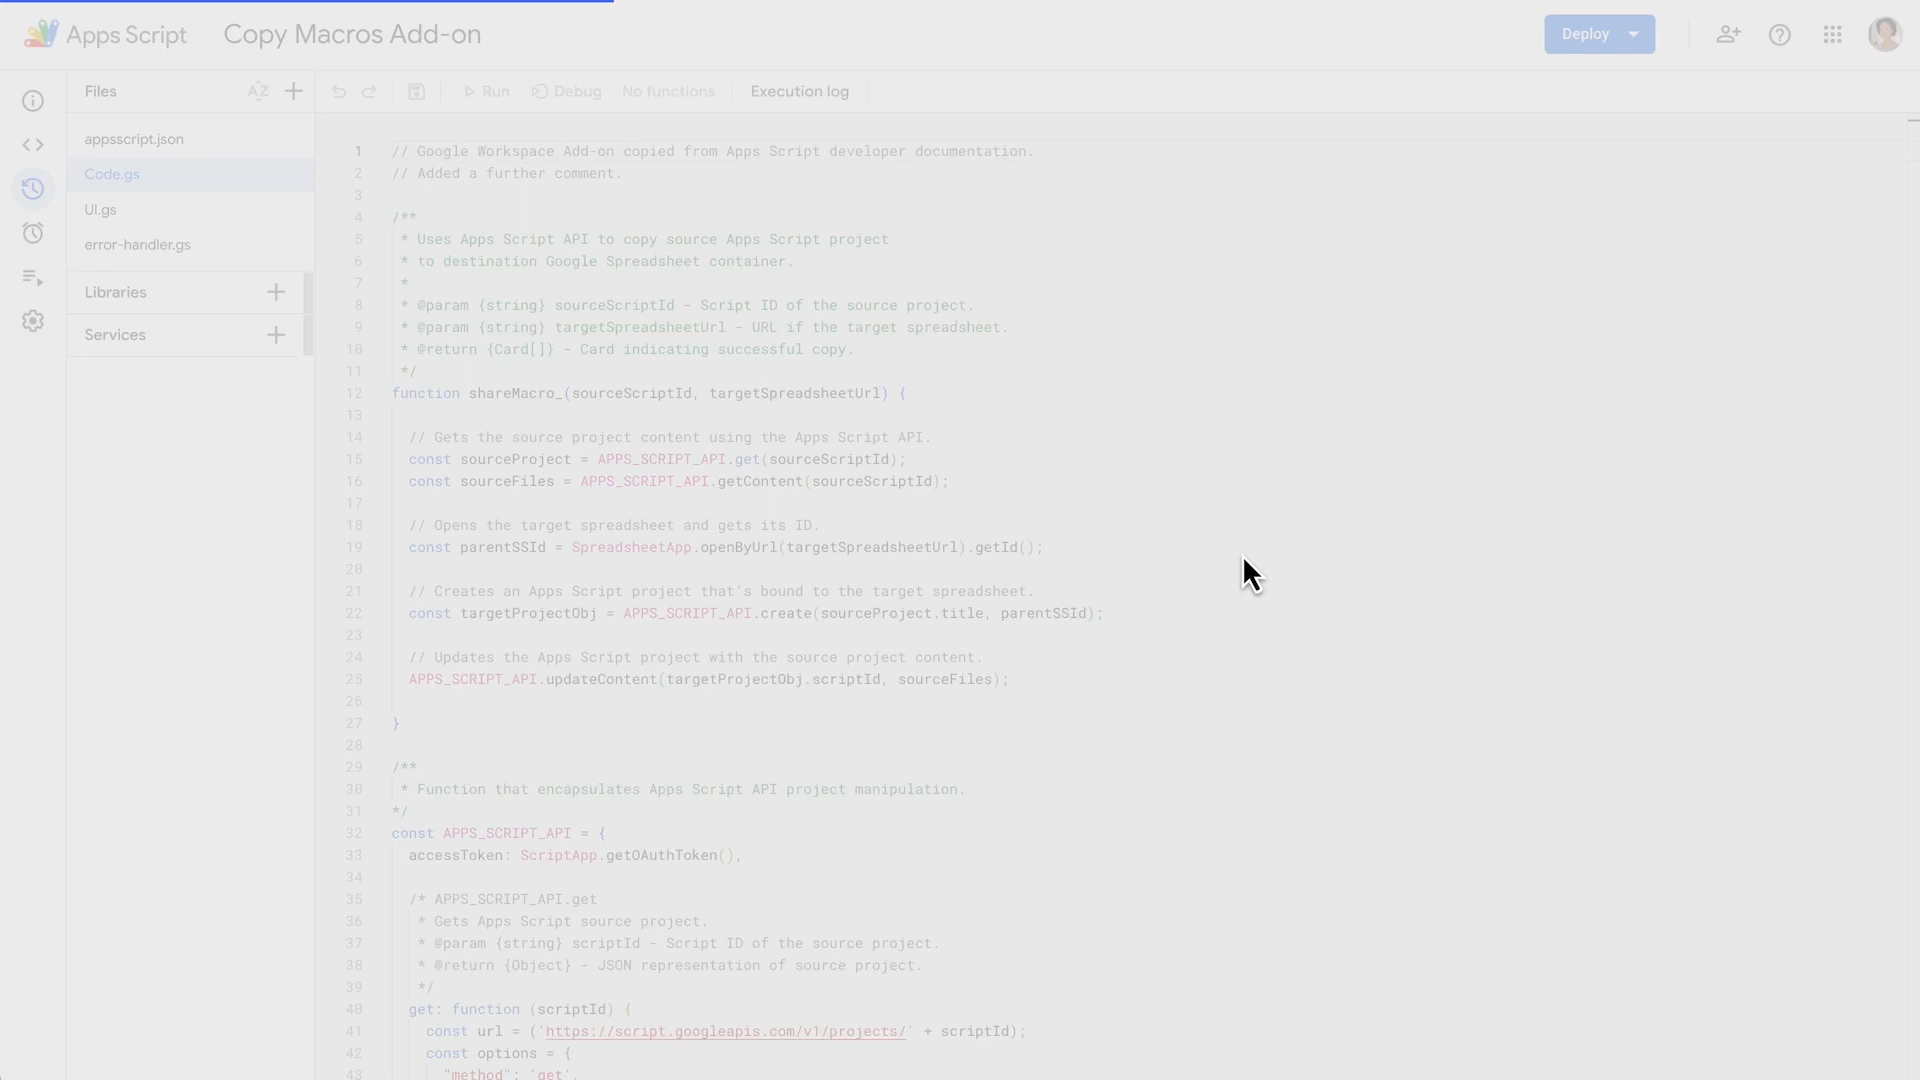 Apps Script
Copy Macros Add-on
Deploy
Files
AZ
Run
Debug
No functions
Execution log
appsscript.json
Code.gs
UI.gs
error-handler.gs
Libraries
Services
1 // Google Workspace Add-on copied from Apps Script developer documentation.
2 // Added a further comment.
3
4 /**
5 * Uses Apps Script API to copy source Apps Script project
6 * to destination Google Spreadsheet container.
7 *
8 * @param {string} sourceScriptId - Script ID of the source project.
9 * @param {string} targetSpreadsheetUrl - URL if the target spreadsheet.
10 * @return {Card[]} - Card indicating successful copy.
11 */
12 function shareMacro_(sourceScriptId, targetSpreadsheetUrl) {
13
14 // Gets the source project content using the Apps Script API.
15 const sourceProject = APPS_SCRIPT_API.get(sourceScriptId);
16 const sourceFiles = APPS_SCRIPT_API.getContent(sourceScriptId);
17
18 // Opens the target spreadsheet and gets its ID.
19 const parentSSId = SpreadsheetApp.openByUrl(targetSpreadsheetUrl).getId();
20
21 // Creates an Apps Script project that's bound to the target spreadsheet.
22 const targetProjectObj = APPS_SCRIPT_API.create(sourceProject.title, parentSSId);
23
24 // Updates the Apps Script project with the source project content.
25 APPS_SCRIPT_API.updateContent(targetProjectObj.scriptId, sourceFiles);
26
27 }
28
29 /**
30 * Function that encapsulates Apps Script API project manipulation.
31 */
32 const APPS_SCRIPT_API = {
33 accessToken: ScriptApp.getOAuthToken(),
34
35 /* APPS_SCRIPT_API.get
36 * Gets Apps Script source project.
37 * @param {string} scriptId - Script ID of the source project.
38 * @return {Object} - JSON representation of source project.
39 */
40 get: function (scriptId) {
41 const url = ('https://script.googleapis.com/v1/projects/' + scriptId);
42 const options = {
43 "method": 'get',